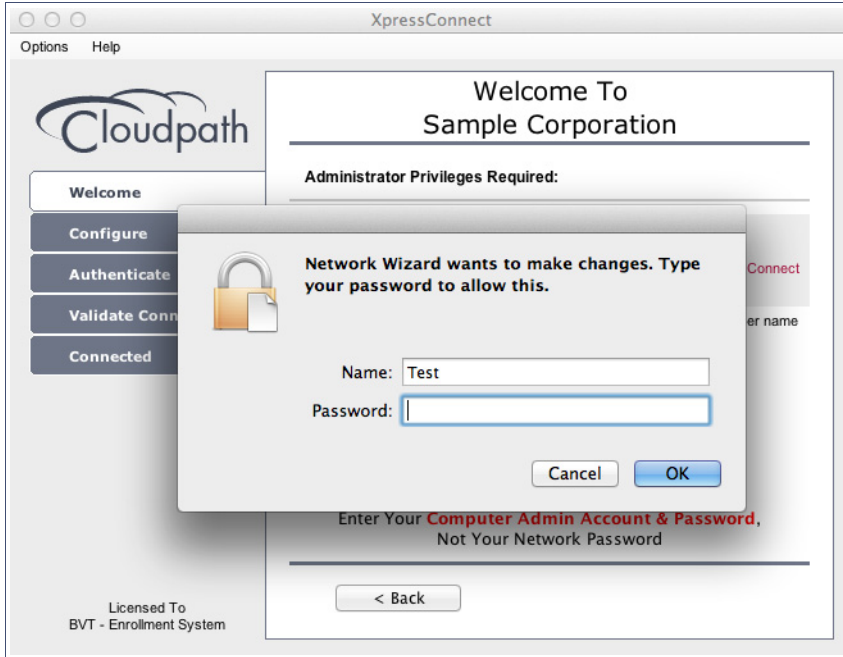 XpressConnect
Options Help
Cloudpath
Welcome To
Sample Corporation
Administrator Privileges Required:
Welcome
Configure
Authenticate
Validate Conn
Connected
Connect
er name
Network Wizard wants to make changes. Type
your password to allow this.
Name: Test
Password:
Cancel OK
Enter Your Computer Admin Account & Password,
Not Your Network Password
< Back
Licensed To
BVT - Enrollment System